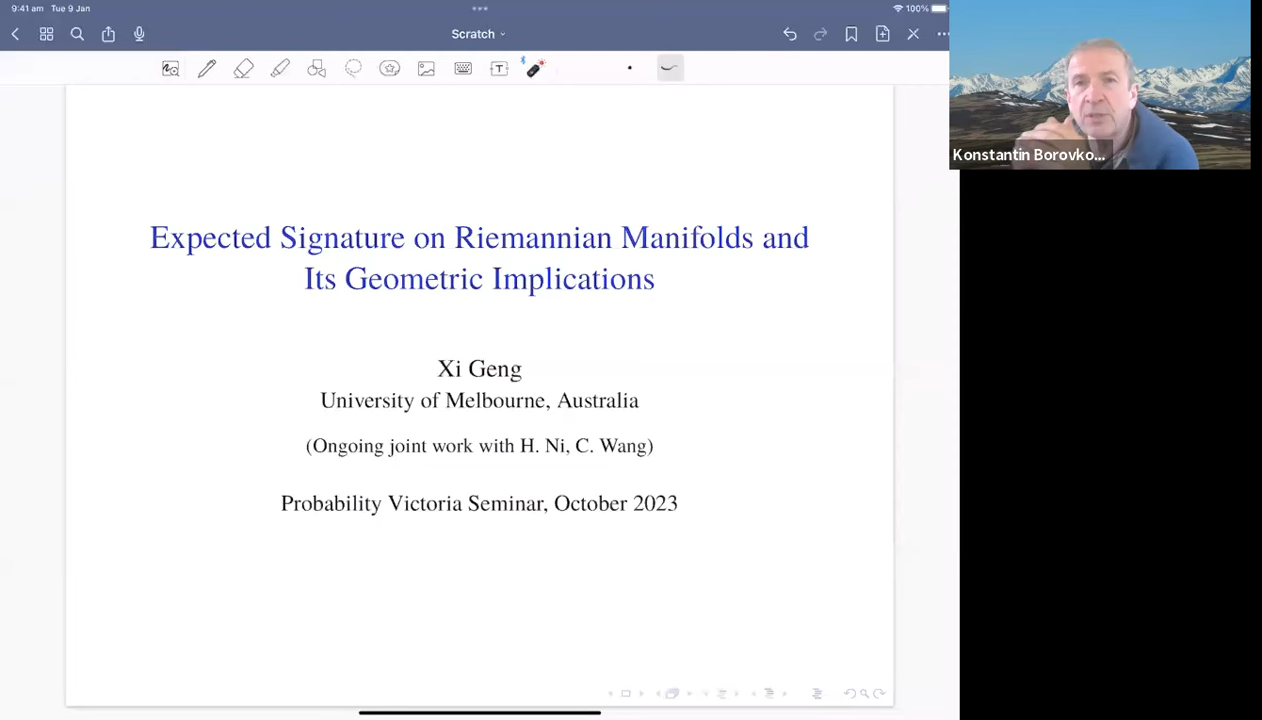 9:41 am Tue 9 Jan
100%
Scratch
Expected Signature on Riemannian Manifolds and
Its Geometric Implications
Xi Geng
University of Melbourne, Australia
(Ongoing joint work with H. Ni, C. Wang)
Probability Victoria Seminar, October 2023
Konstantin Borovko...